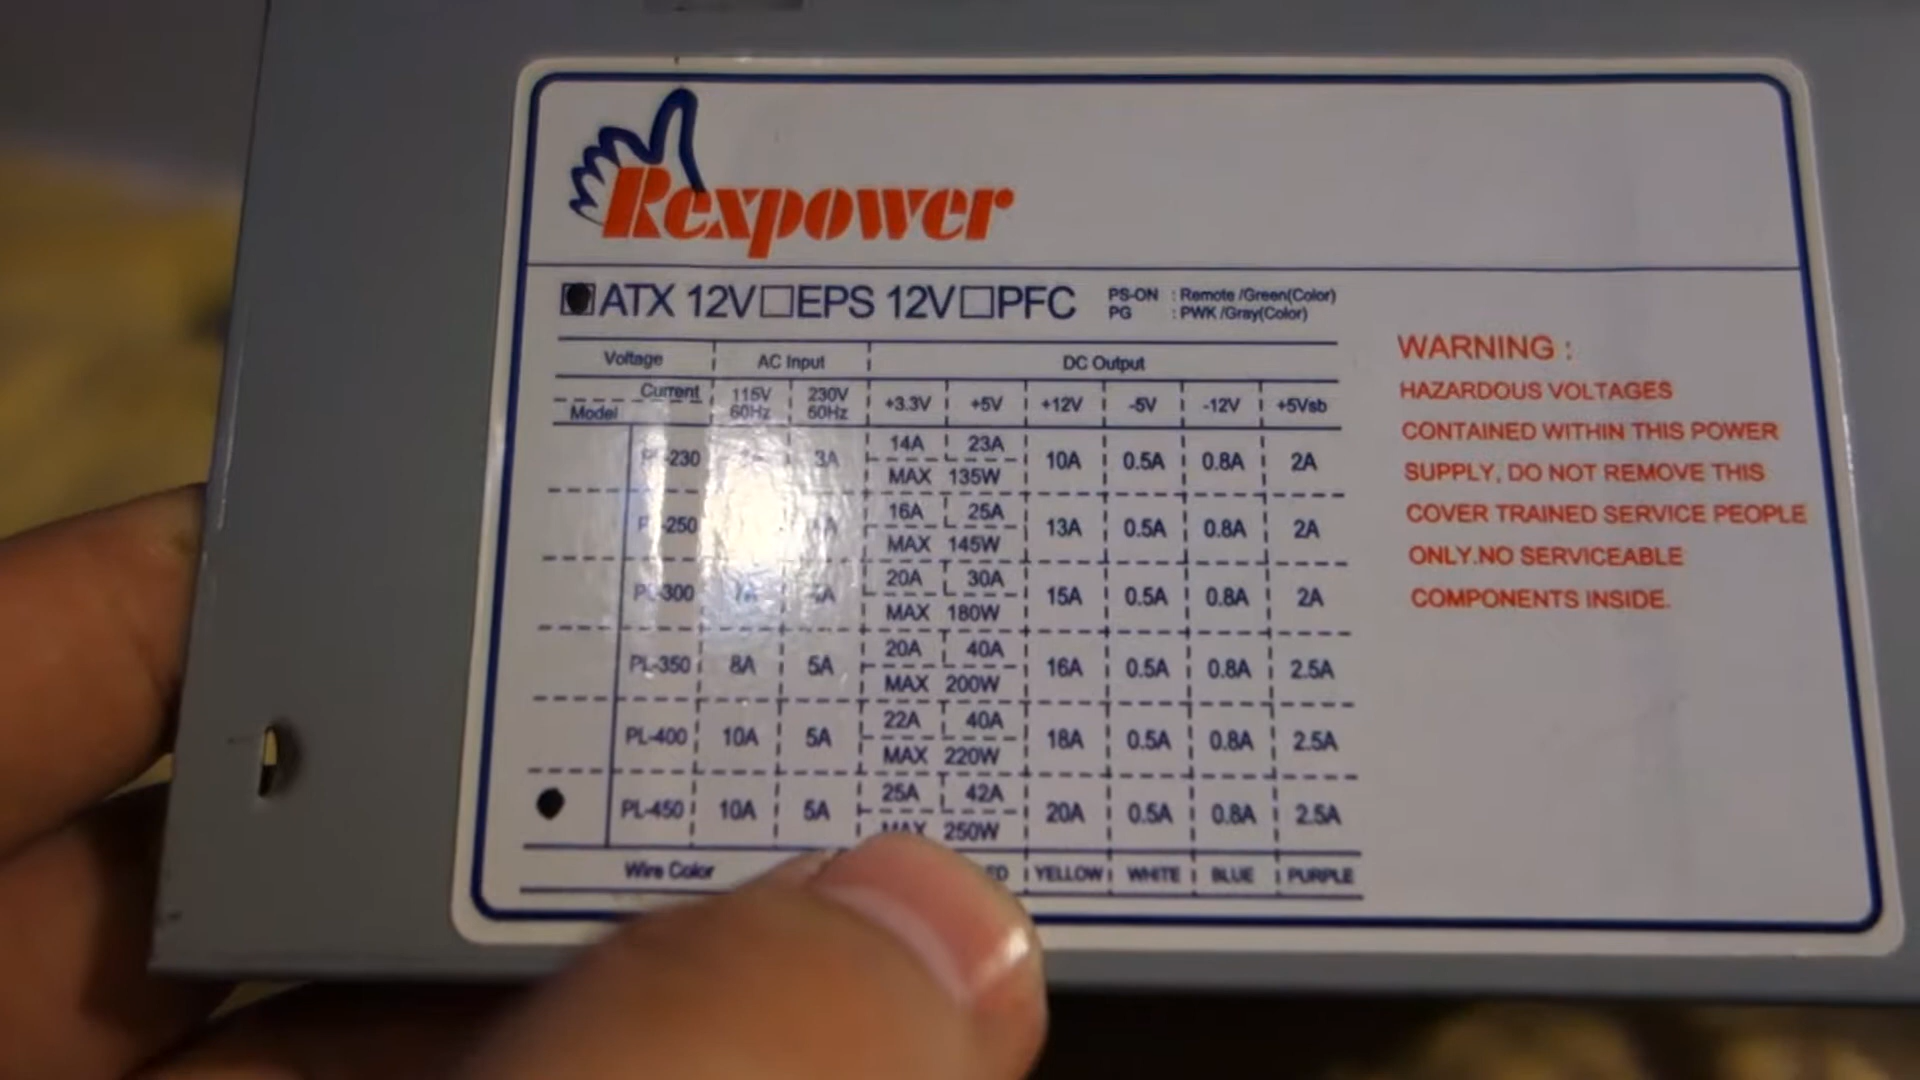 Rexpower
ATX 12V EPS 12V PFC
PS-ON : Remote /Green(Color)
PG : PWK /Gray(Color)
Voltage AC Input DC Output
Current 115V 60Hz 230V 50Hz +3.3V +5V +12V -5V -12V +5Vsb
Model
14A 23A
-230 3A 10A 0.5A 0.8A 2A
MAX 135W
16A 25A
-250 13A 0.5A 0.8A 2A
MAX 145W
20A 30A
PL-300 4A 15A 0.5A 0.8A 2A
MAX 180W
20A 40A
PL-350 8A 5A 16A 0.5A 0.8A 2.5A
MAX 200W
22A 40A
PL-400 10A 5A 18A 0.5A 0.8A 2.5A
MAX 220W
25A 42A
PL-450 10A 5A 20A 0.5A 0.8A 2.5A
MAX 250W
Wire Color YELLOW WHITE BLUE PURPLE
WARNING :
HAZARDOUS VOLTAGES
CONTAINED WITHIN THIS POWER
SUPPLY, DO NOT REMOVE THIS
COVER TRAINED SERVICE PEOPLE
ONLY.NO SERVICEABLE
COMPONENTS INSIDE.